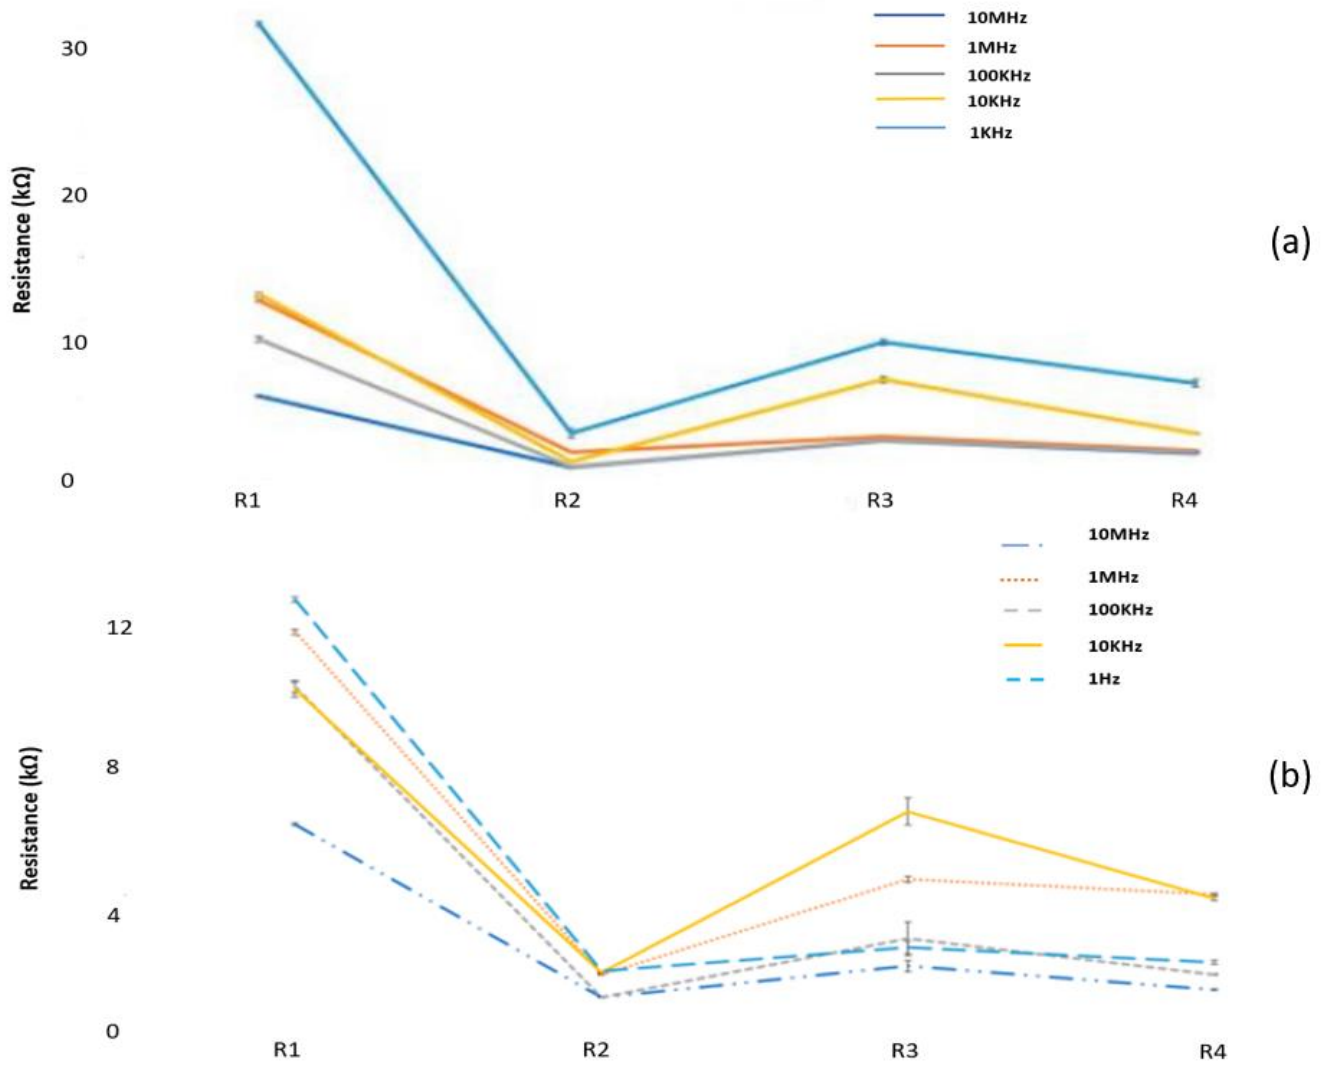 10MHz
1MHz
100KHz
10KHz
1KHz
30
20
10
0
Resistance (kΩ)
(a)
R1 R2 R3 R4
10MHz
1MHz
100KHz
10KHz
1Hz
12
8
4
0
Resistance (kΩ)
(b)
R1 R2 R3 R4